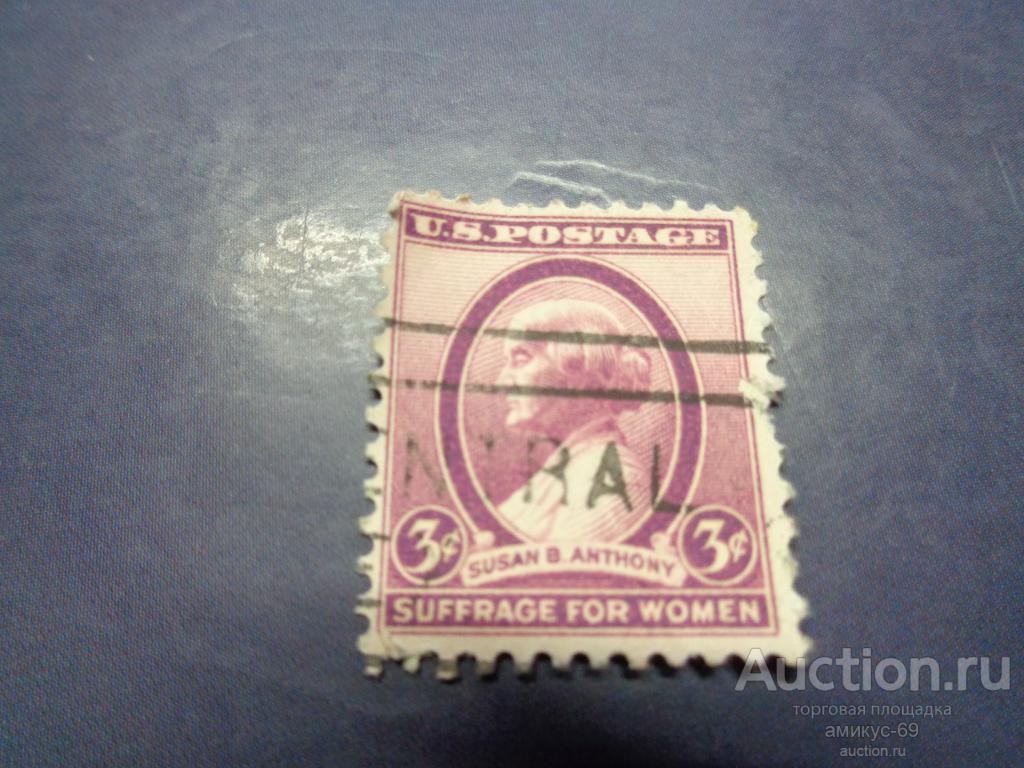 U.S. POSTAGE
NTRAL
3¢ 3¢
SUSAN B. ANTHONY
SUFFRAGE FOR WOMEN
Auction.ru
торговая площадка
амикус-69
auction.ru